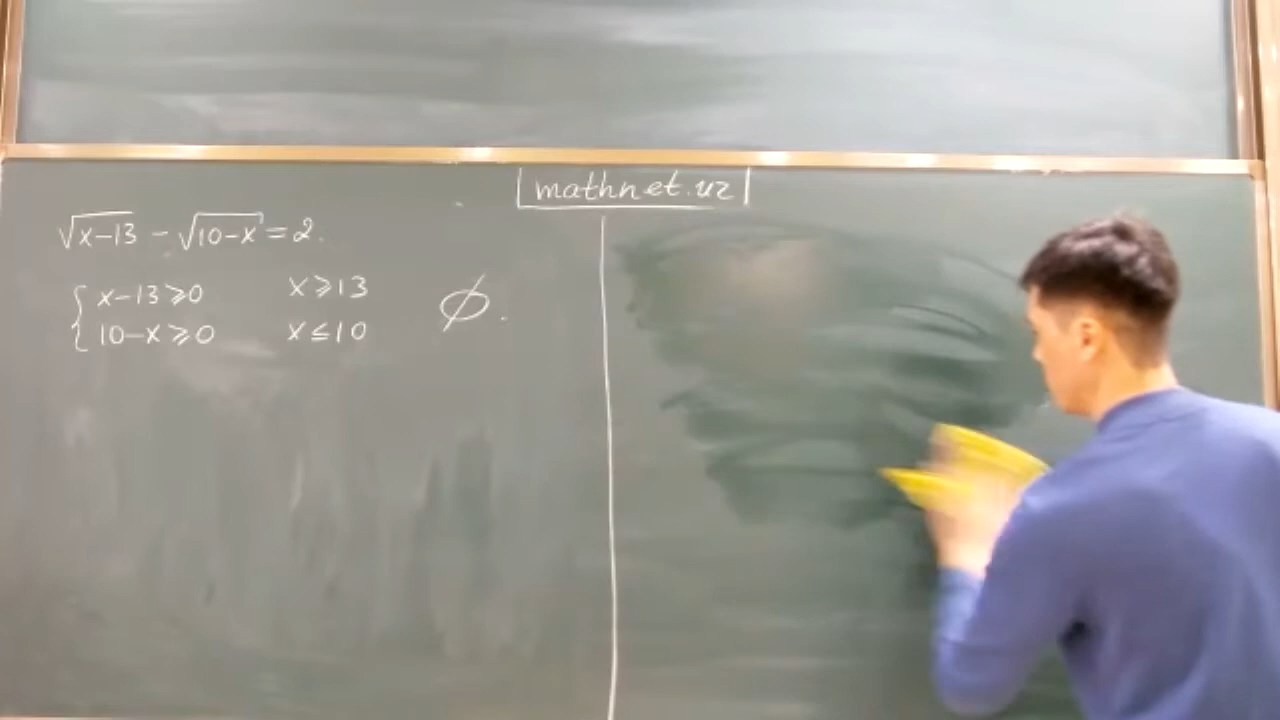 mathnet.uz
√x-13 - √10-x = 2.
{ x-13≥0 x≥13
10-x≥0 x≤10 ∅.